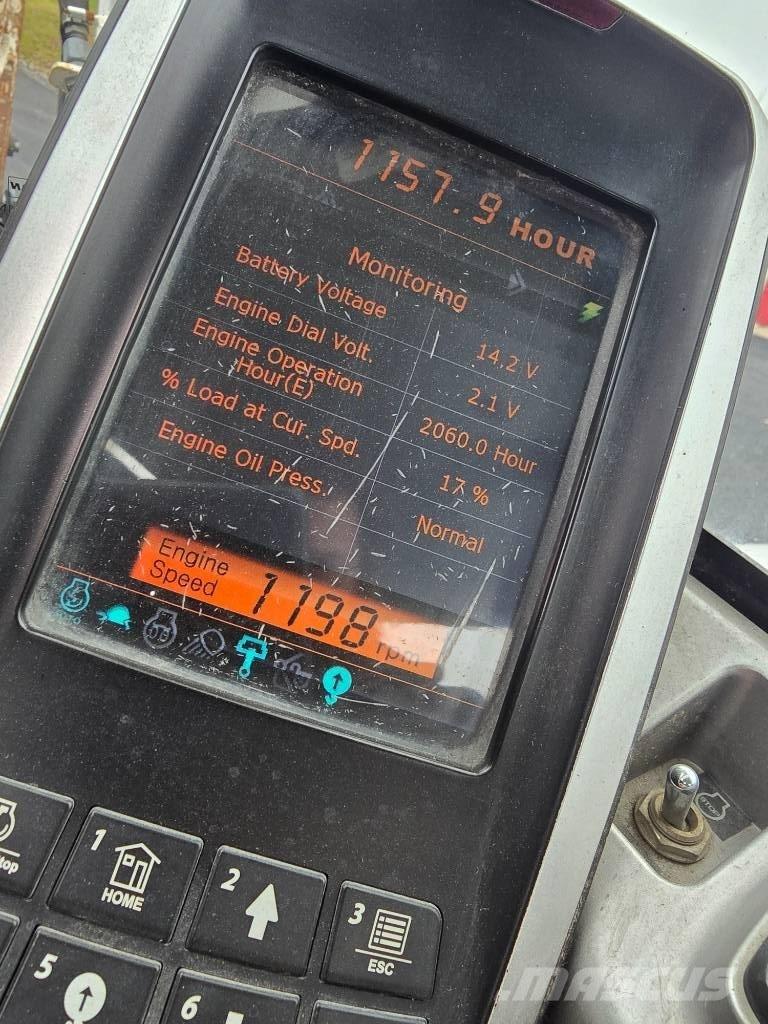 1157.9 HOUR
Monitoring
Battery Voltage 14.2 V
Engine Dial Volt. 2.1 V
Engine Operation
Hour(E) 2060.0 Hour
% Load at Cur. Spd. 17 %
Engine Oil Press. Normal
Engine
Speed 1198 rpm
1
HOME
2
3
ESC
5
6
STOP
MASCUS